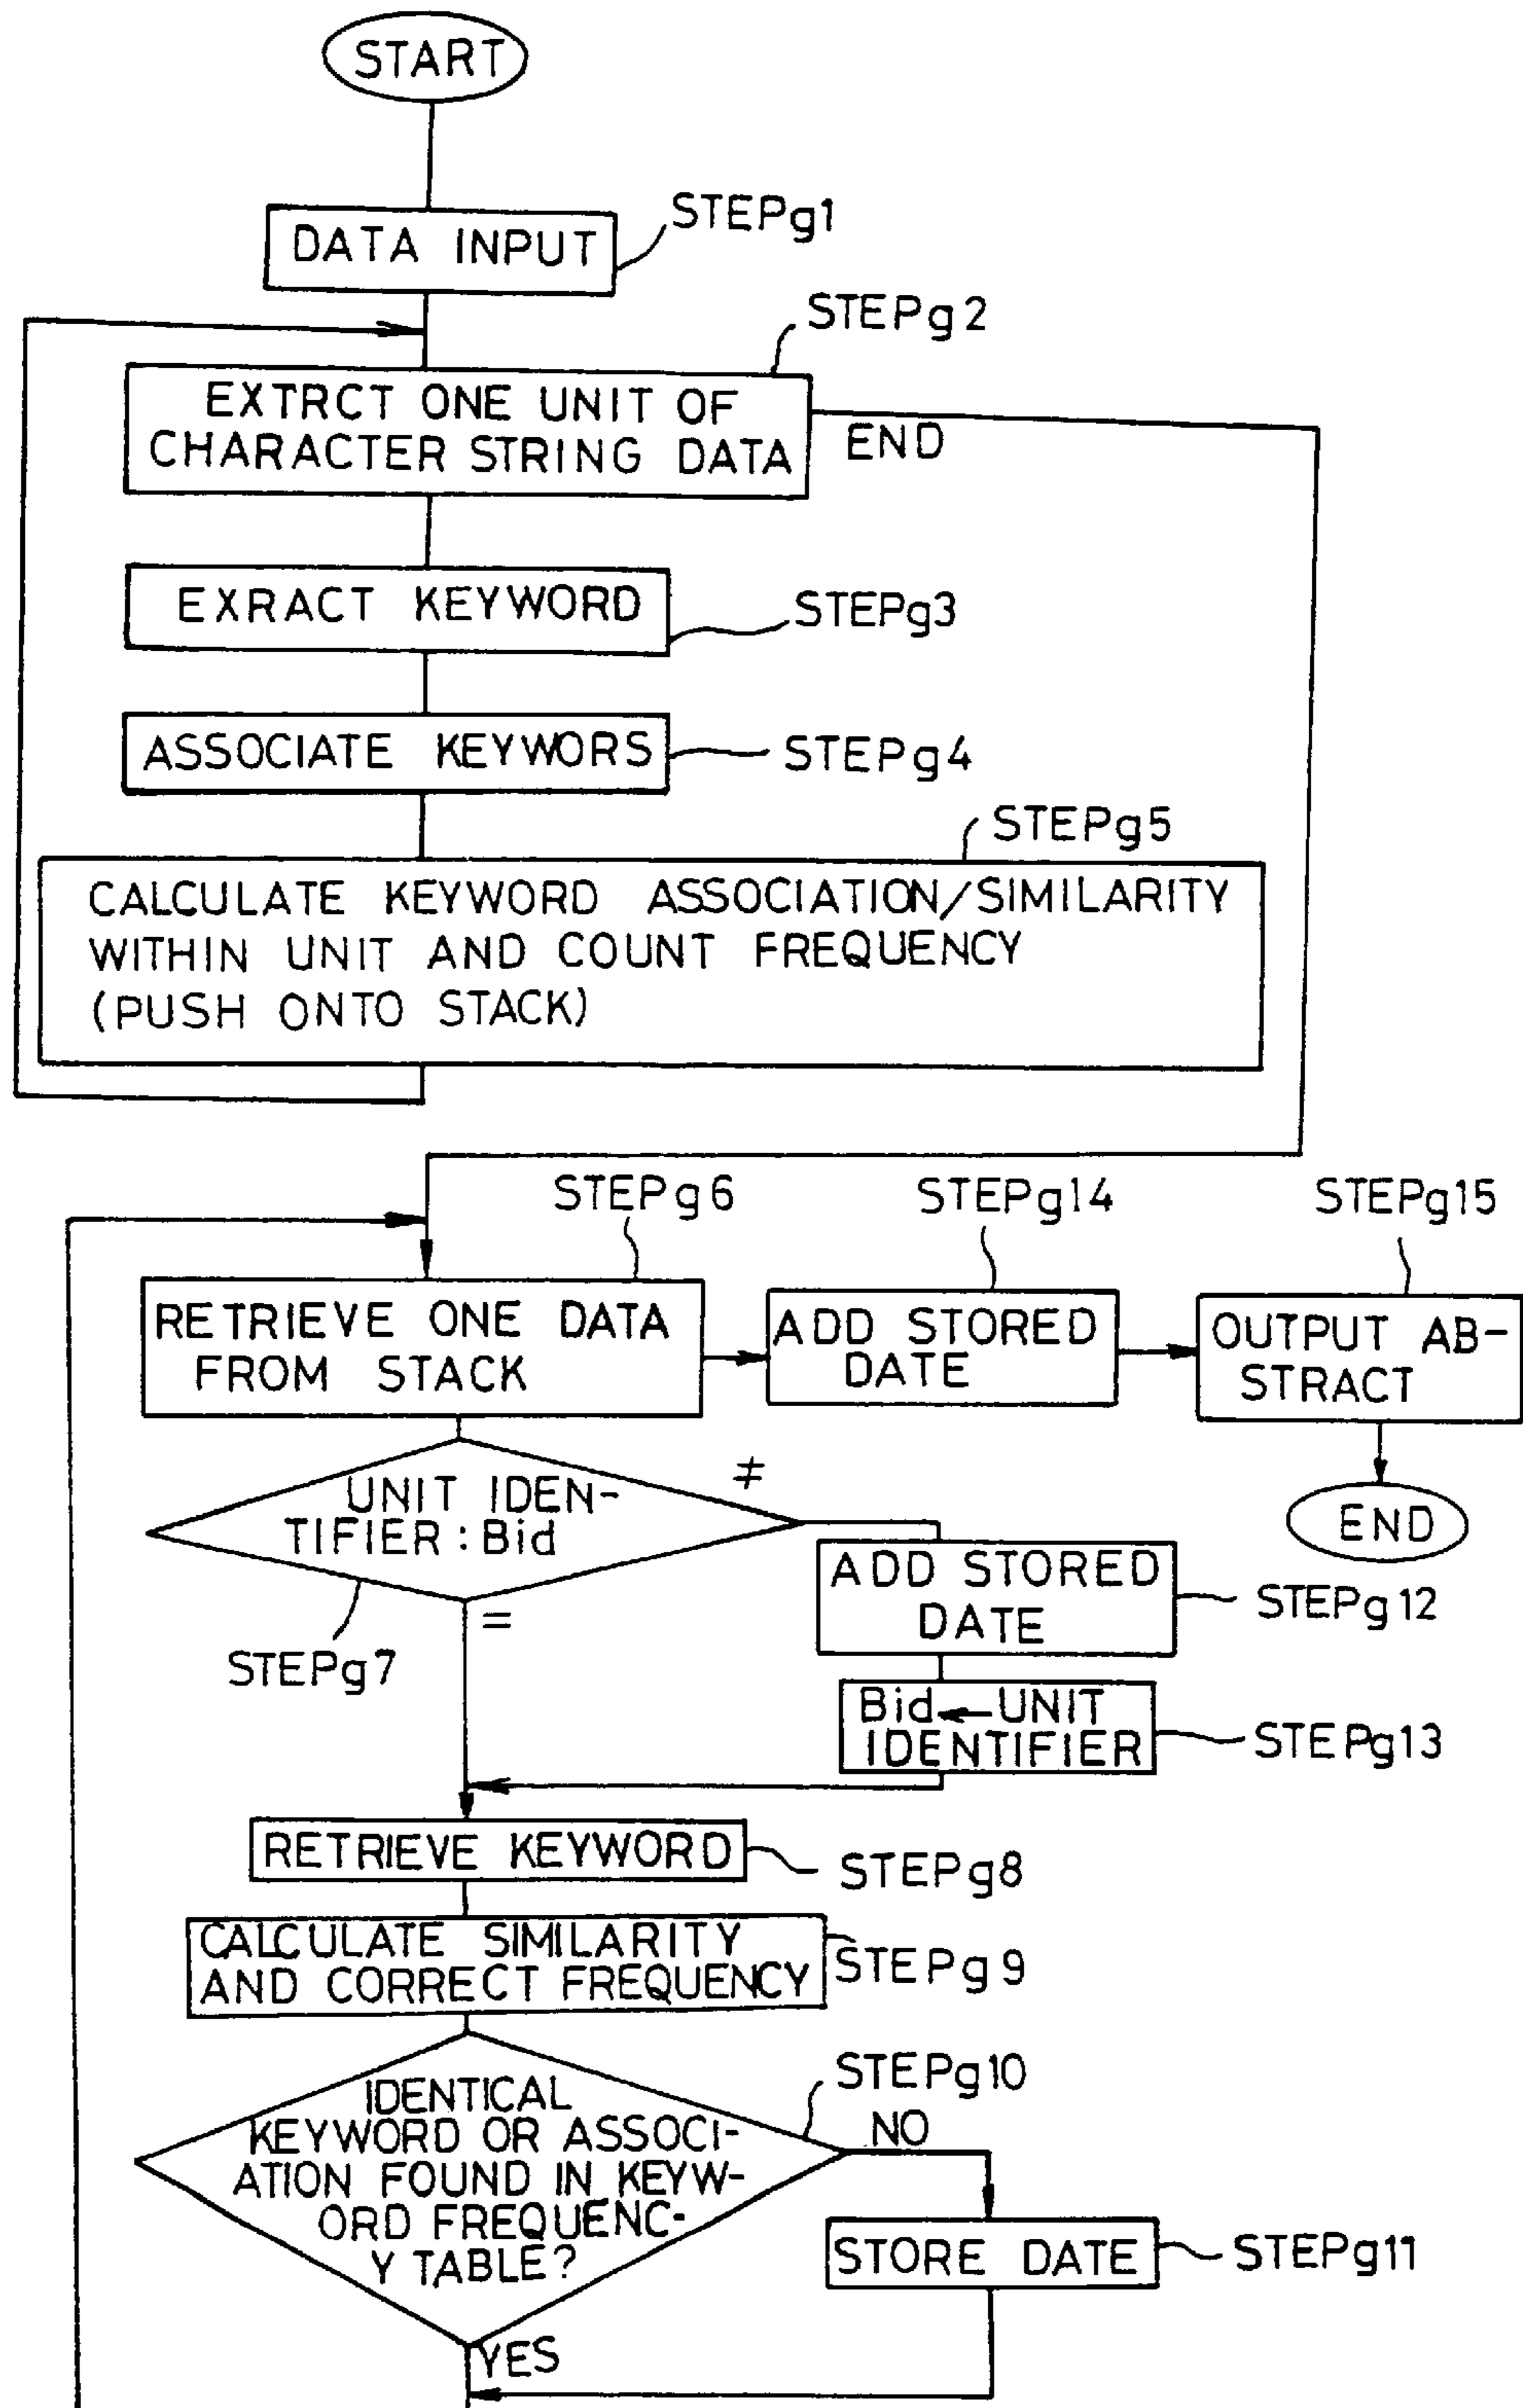 START
STEPg1
DATA INPUT
STEPg2
EXTRCT ONE UNIT OF
CHARACTER STRING DATA
END
EXRACT KEYWORD
STEPg3
ASSOCIATE KEYWORS
STEPg4
STEPg5
CALCULATE KEYWORD ASSOCIATION/SIMILARITY
WITHIN UNIT AND COUNT FREQUENCY
(PUSH ONTO STACK)
STEPg6
STEPg14
STEPg15
RETRIEVE ONE DATA
FROM STACK
ADD STORED
DATE
OUTPUT AB-
STRACT
END
UNIT IDEN-
TIFIER : Bid
≠
=
STEPg7
ADD STORED
DATE
STEPg12
Bid←UNIT
IDENTIFIER
STEPg13
RETRIEVE KEYWORD
STEPg8
CALCULATE SIMILARITY
AND CORRECT FREQUENCY
STEPg9
STEPg10
IDENTICAL
KEYWORD OR ASSOCI-
ATION FOUND IN KEYW-
ORD FREQUENC-
Y TABLE?
NO
YES
STORE DATE
STEPg11